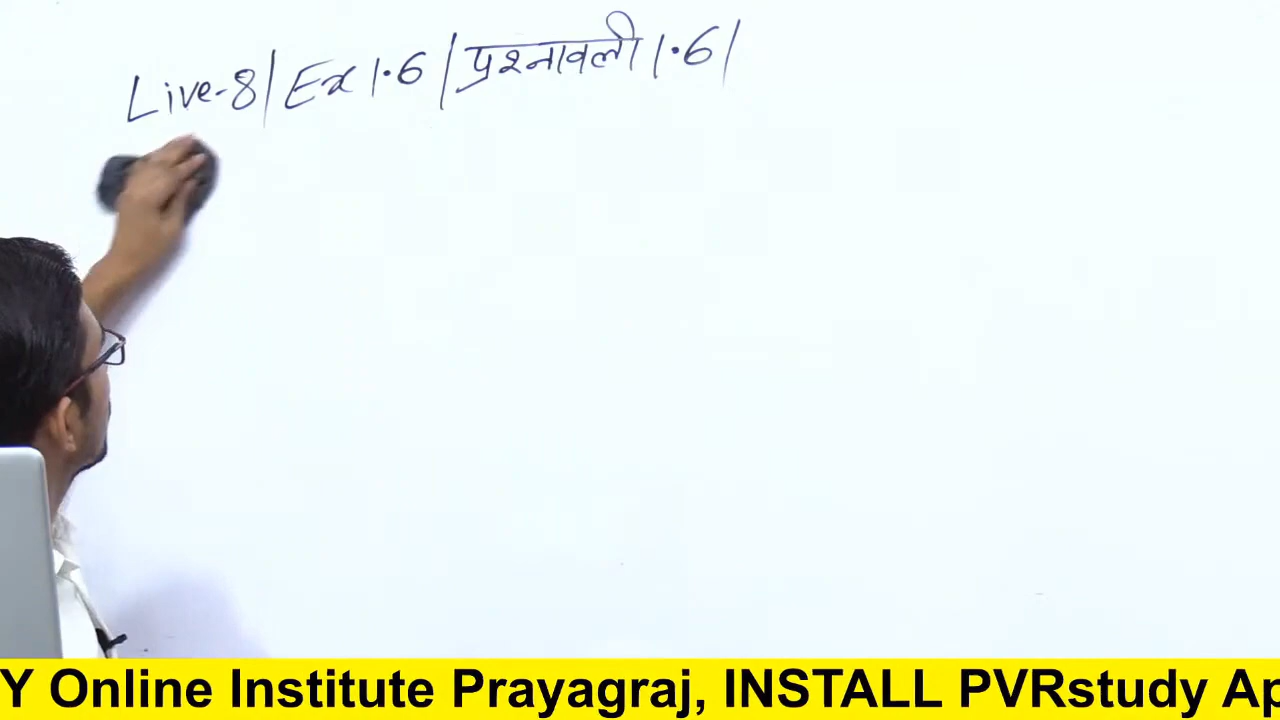 Live-8| Ex 1.6 | प्रश्नावली 1.6|
Y Online Institute Prayagraj, INSTALL PVRstudy Ap